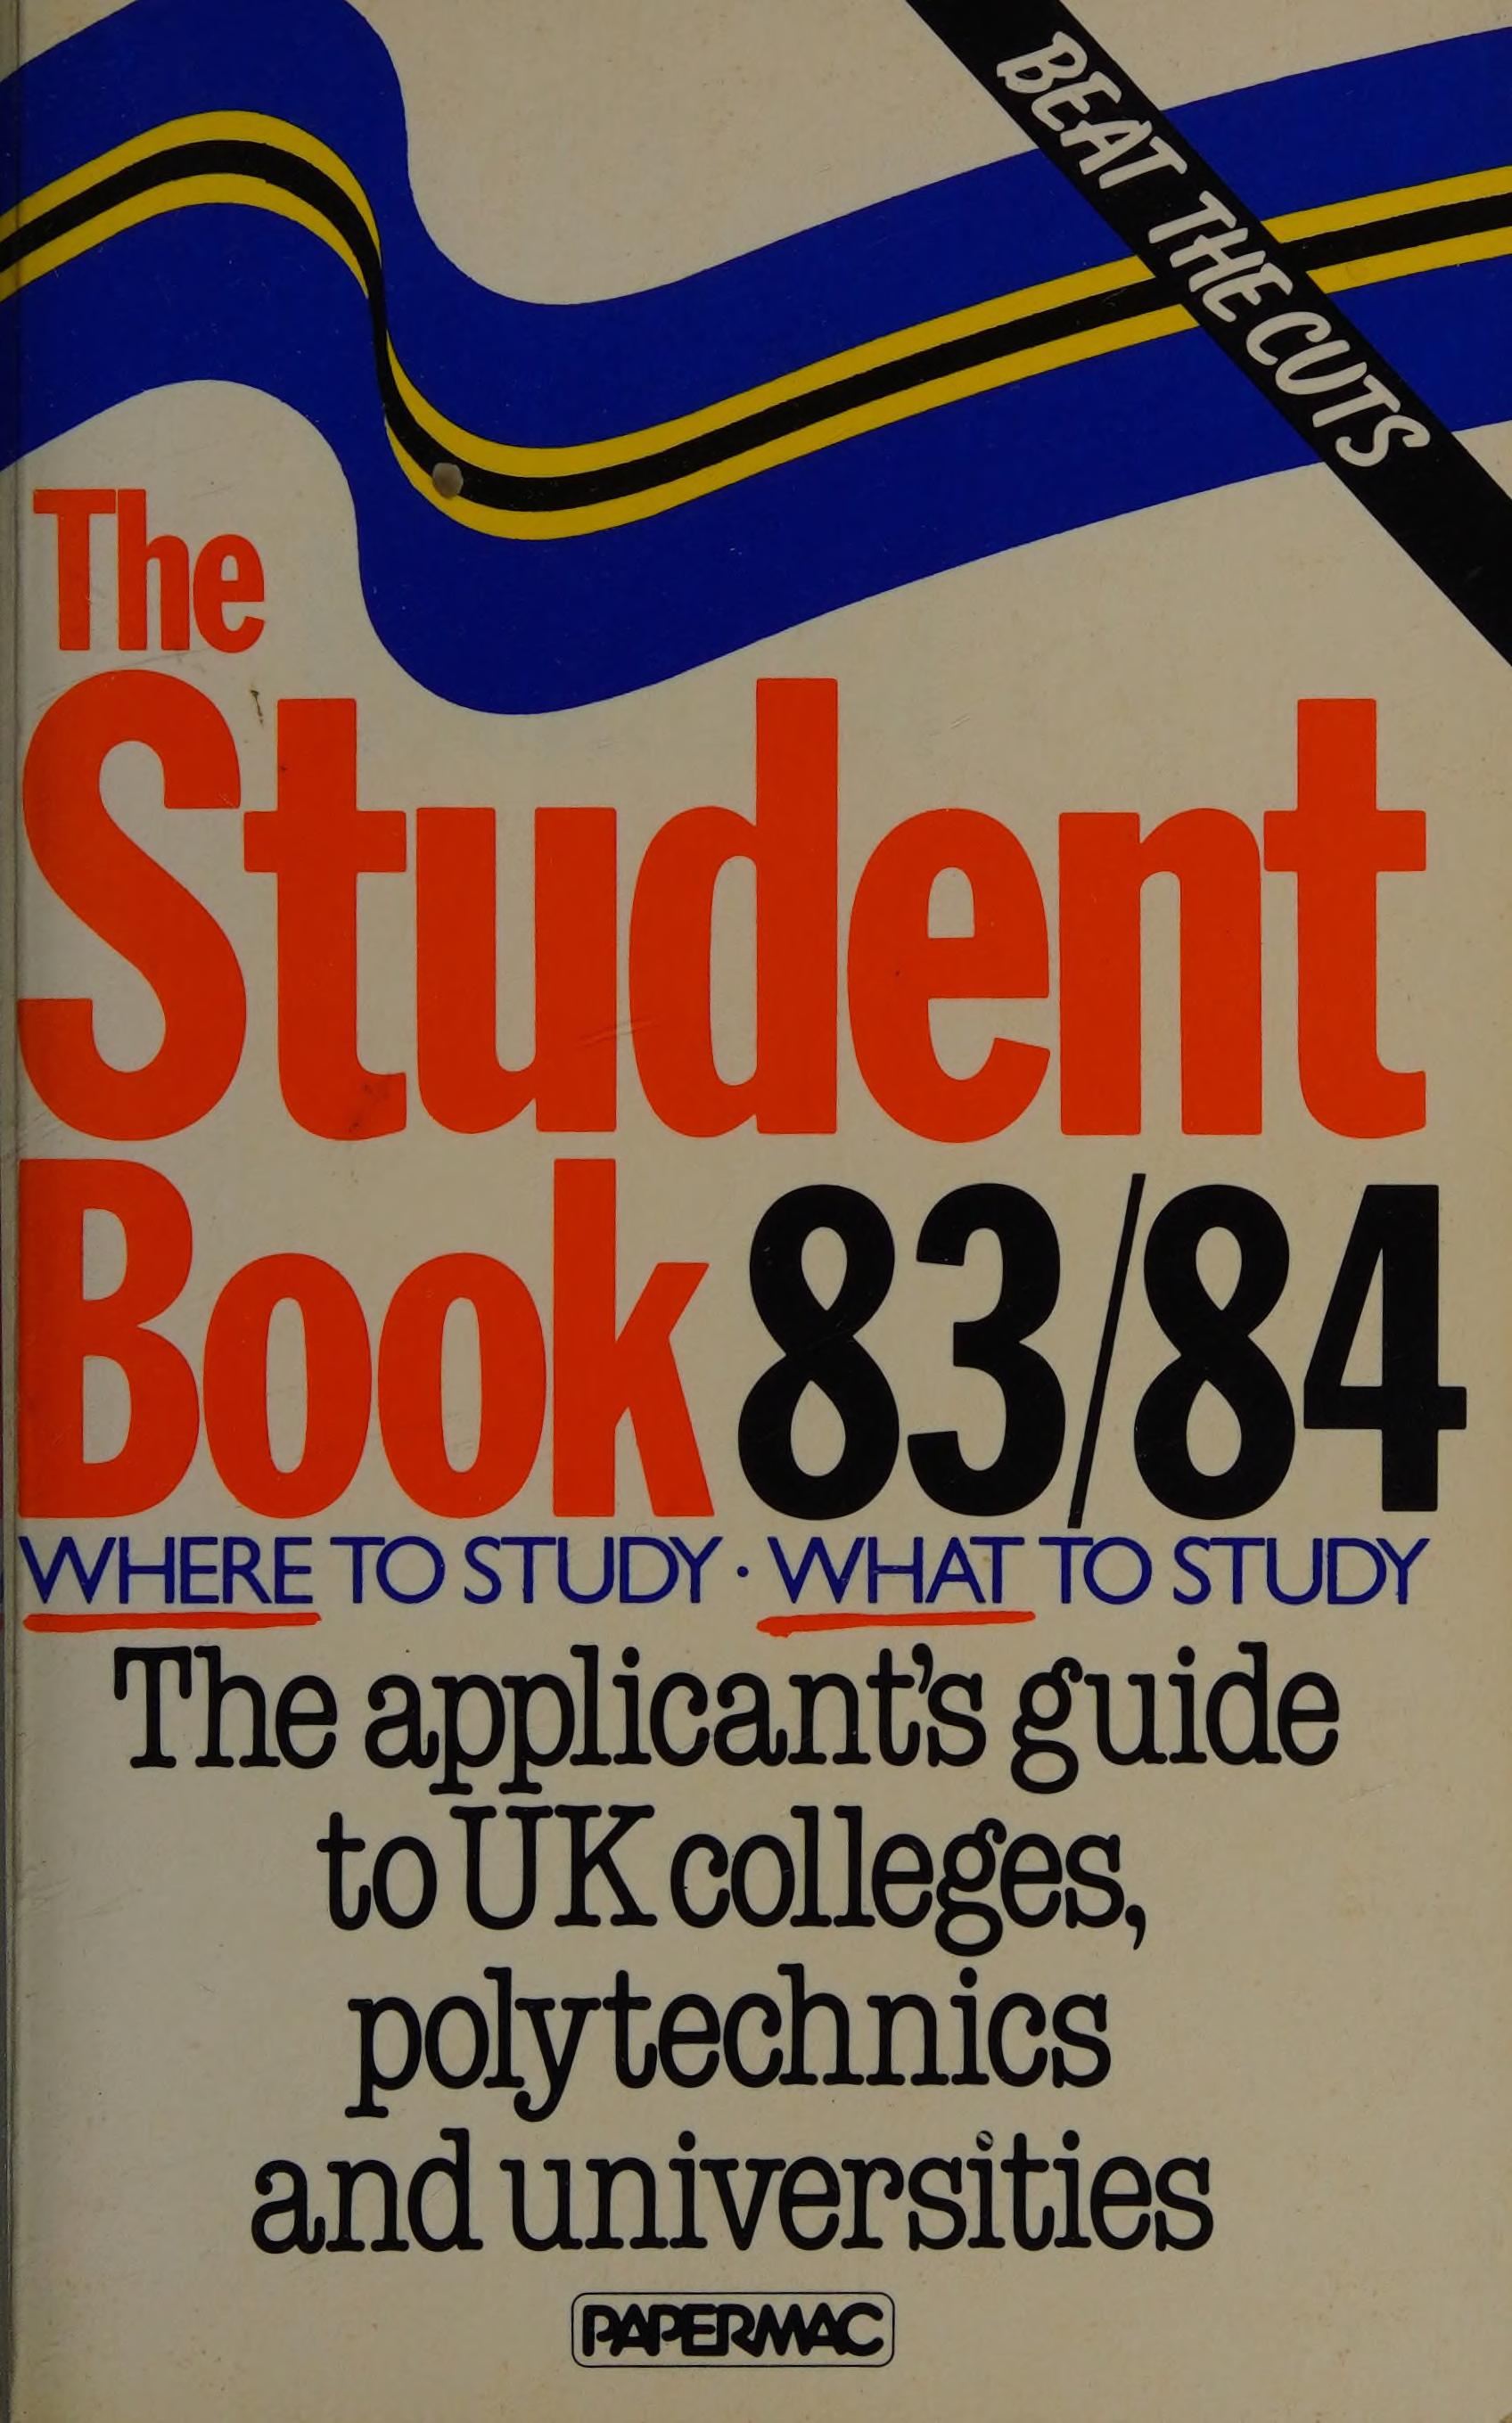 BEAT THE CUTS
The
Student
Book 83/84
WHERE TO STUDY · WHAT TO STUDY
The applicant's guide
to UK colleges,
polytechnics
and universities
PAPERMAC